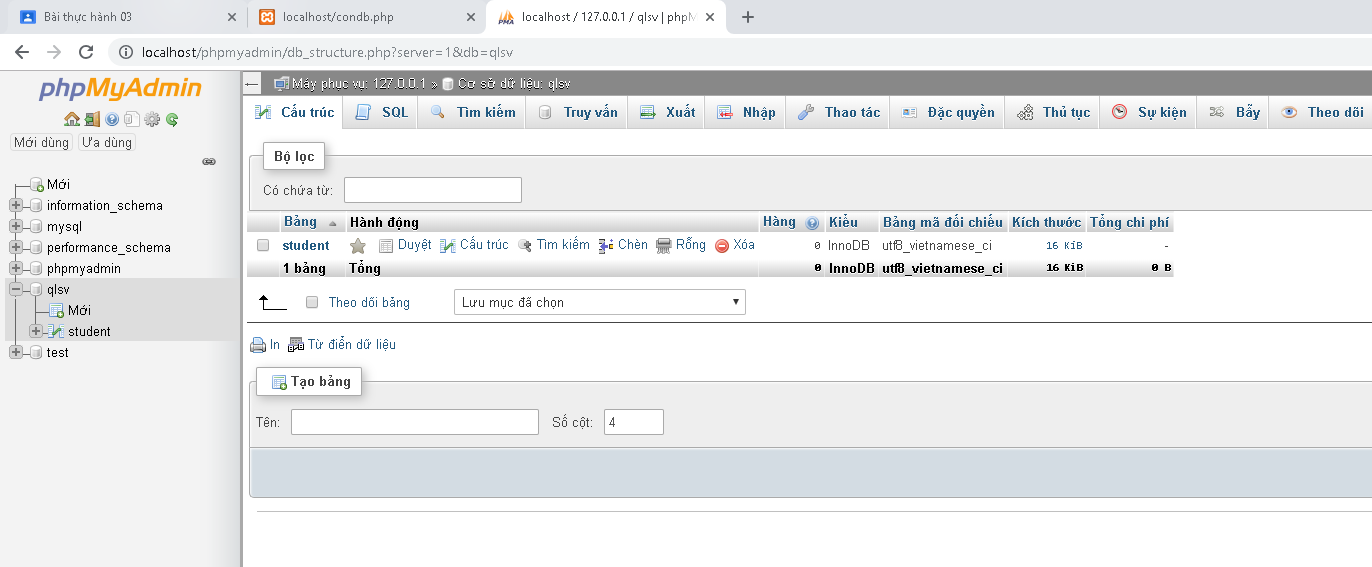 Bài thực hành 03
localhost/condb.php
localhost / 127.0.0.1 / qlsv | phpM
localhost/phpmyadmin/db_structure.php?server=1&db=qlsv
phpMyAdmin
Mới dùng Ưa dùng
Mới
information_schema
mysql
performance_schema
phpmyadmin
qlsv
Mới
student
test
Máy phục vụ: 127.0.0.1 » Cơ sở dữ liệu: qlsv
Cấu trúc SQL Tìm kiếm Truy vấn Xuất Nhập Thao tác Đặc quyền Thủ tục Sự kiện Bẫy Theo dõi
Bộ lọc
Có chứa từ:
Bảng Hành động Hàng Kiểu Bảng mã đối chiếu Kích thước Tổng chi phí
student Duyệt Cấu trúc Tìm kiếm Chèn Rỗng Xóa 0 InnoDB utf8_vietnamese_ci 16 KiB -
1 bảng Tổng 0 InnoDB utf8_vietnamese_ci 16 KiB 0 B
Theo dõi bảng Lưu mục đã chọn
In Từ điển dữ liệu
Tạo bảng
Tên: Số cột: 4